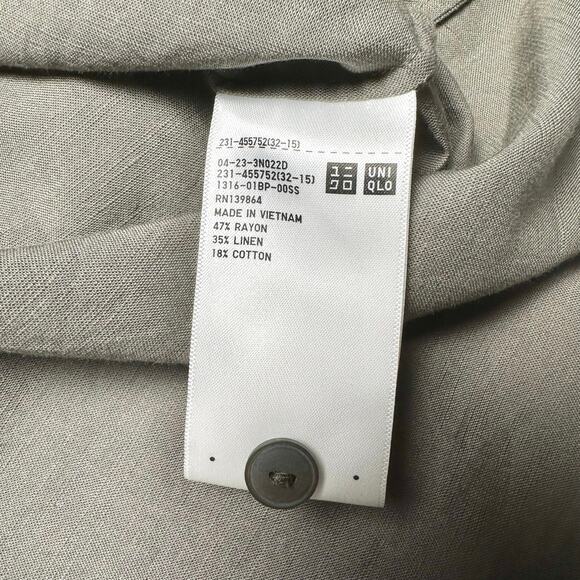 231-455752(32-15)
04-23-3N022D
231-455752(32-15)
1316-01BP-00SS
RN139864
MADE IN VIETNAM
47% RAYON
35% LINEN
18% COTTON
ユニ
クロ
UNI
QLO